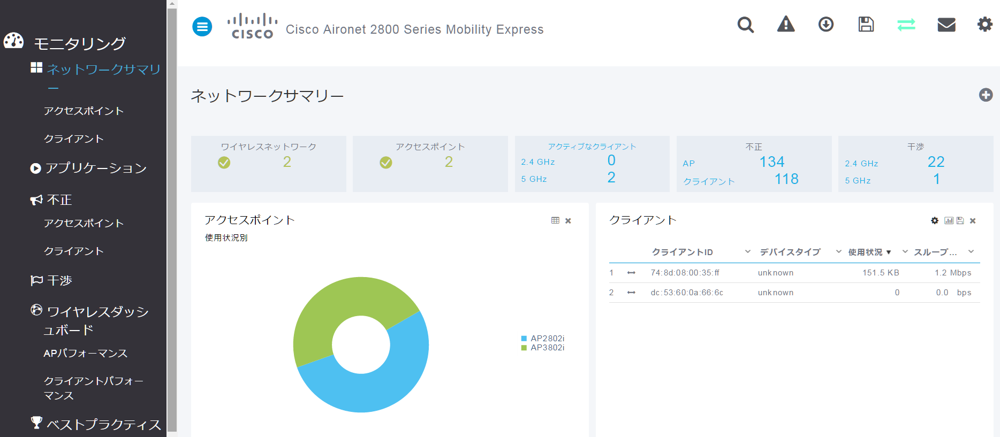 モニタリング
ネットワークサマリ
ー
アクセスポイント
クライアント
アプリケーション
不正
アクセスポイント
クライアント
干渉
ワイヤレスダッシ
ュボード
APパフォーマンス
クライアントパフォー
マンス
ベストプラクティス
CISCO
Cisco Aironet 2800 Series Mobility Express
ネットワークサマリー
ワイヤレスネットワーク
2
アクセスポイント
2
アクティブなクライアント
2.4 GHz 0
5 GHz 2
不正
AP 134
クライアント 118
干渉
2.4 GHz 22
5 GHz 1
アクセスポイント
使用状況別
AP2802i
AP3802i
クライアント
クライアントID デバイスタイプ 使用状況 ▼ スループ...
1 74:8d:08:00:35:ff unknown 151.5 KB 1.2 Mbps
2 dc:53:60:0a:66:6c unknown 0 0.0 bps